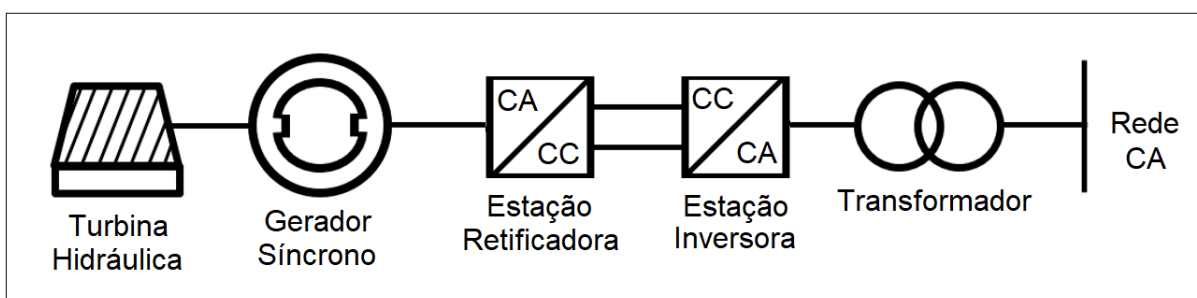 Turbina
Hidráulica
Gerador
Síncrono
CA
CC
Estação
Retificadora
CC
CA
Estação
Inversora
Transformador
Rede
CA